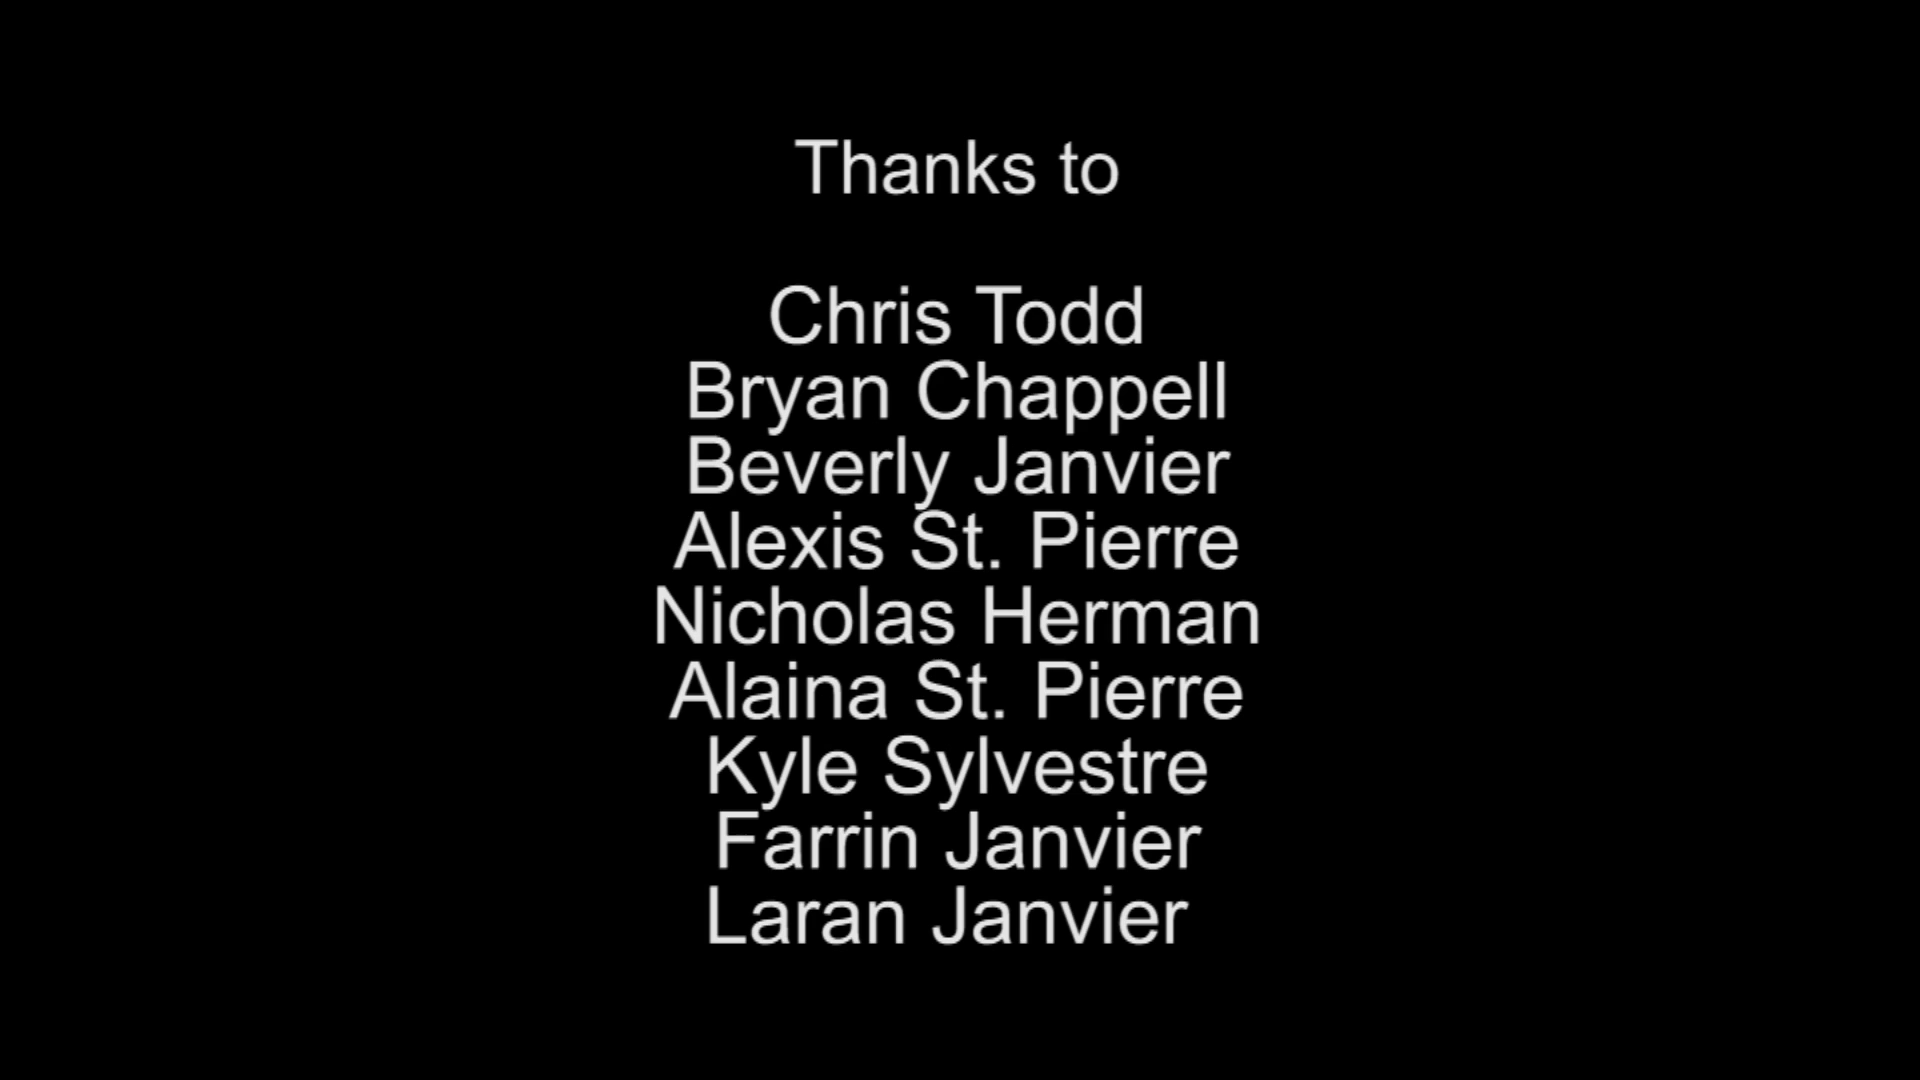 Thanks to
Chris Todd
Bryan Chappell
Beverly Janvier
Alexis St. Pierre
Nicholas Herman
Alaina St. Pierre
Kyle Sylvestre
Farrin Janvier
Laran Janvier